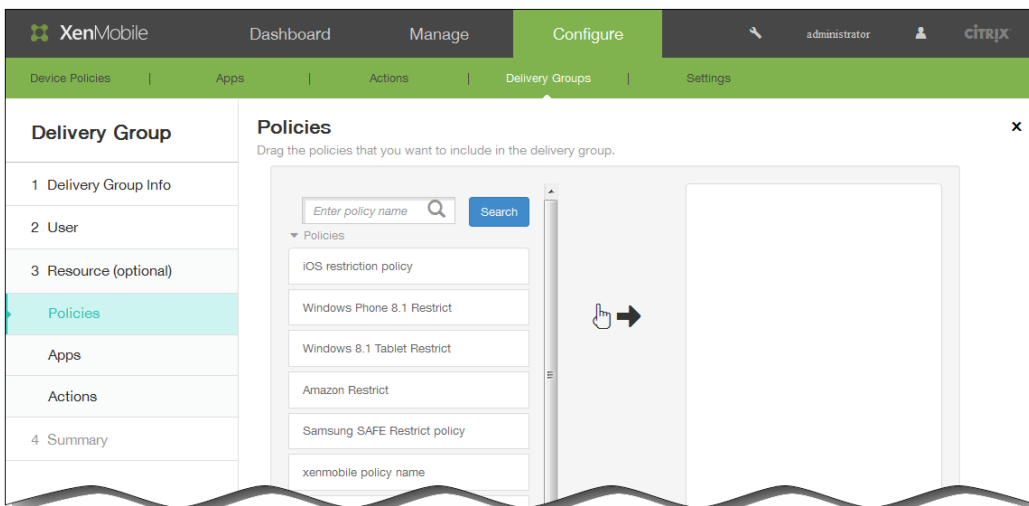 XenMobile Dashboard Manage Configure administrator CITRIX
Device Policies | Apps | Actions | Delivery Groups | Settings
Delivery Group
1 Delivery Group Info
2 User
3 Resource (optional)
Policies
Apps
Actions
4 Summary
Policies
x
Drag the policies that you want to include in the delivery group.
Enter policy name Search
Policies
iOS restriction policy
Windows Phone 8.1 Restrict
Windows 8.1 Tablet Restrict
Amazon Restrict
Samsung SAFE Restrict policy
xenmobile policy name